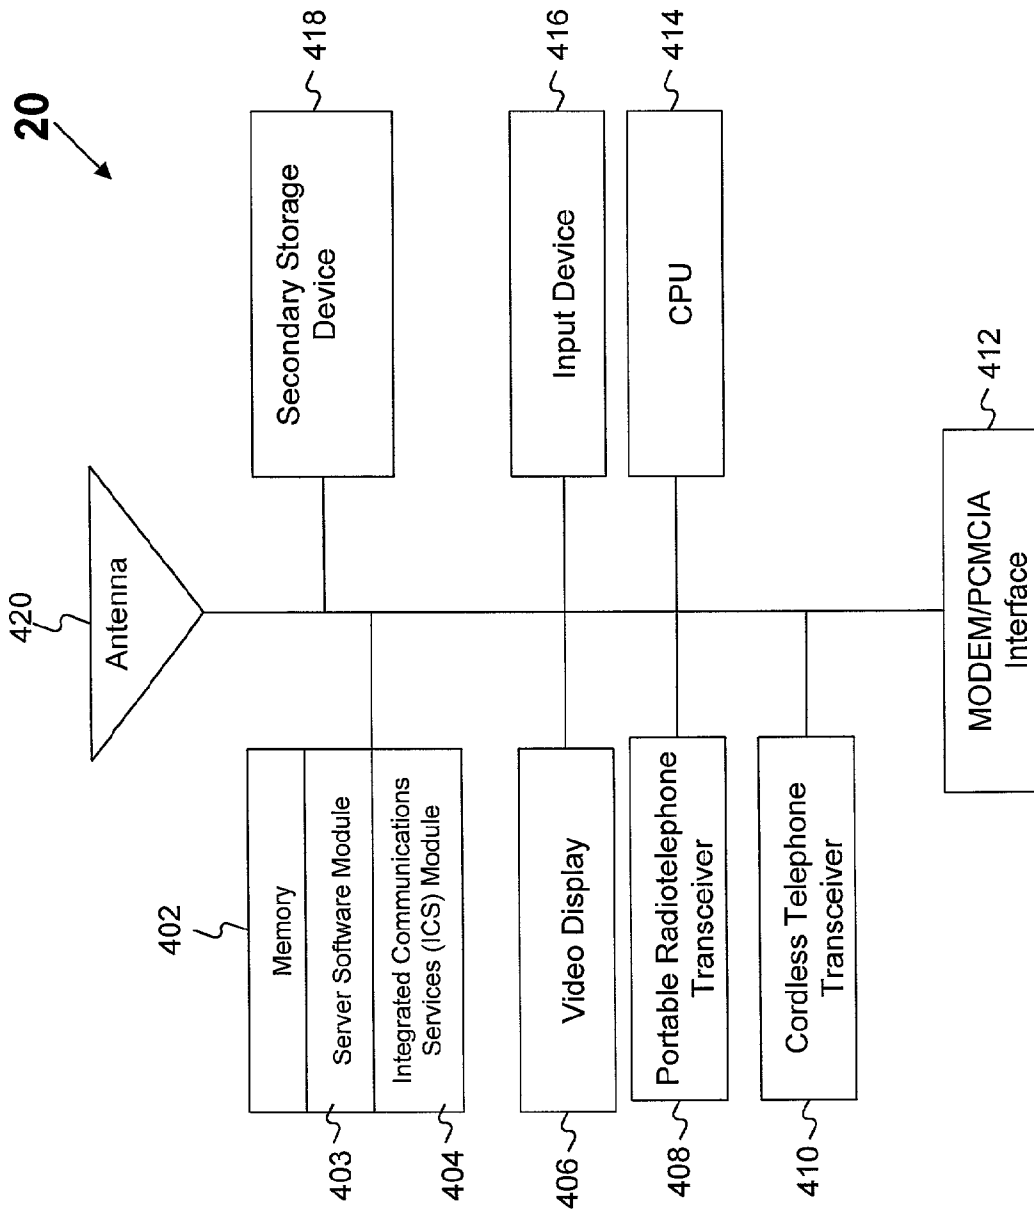 20
420
Antenna
402
Memory
Server Software Module
Integrated Communications
Services (ICS) Module
403
404
Secondary Storage
Device
418
Video Display
406
Input Device
416
Portable Radiotelephone
Transceiver
408
CPU
414
Cordless Telephone
Transceiver
410
MODEM/PCMCIA
Interface
412